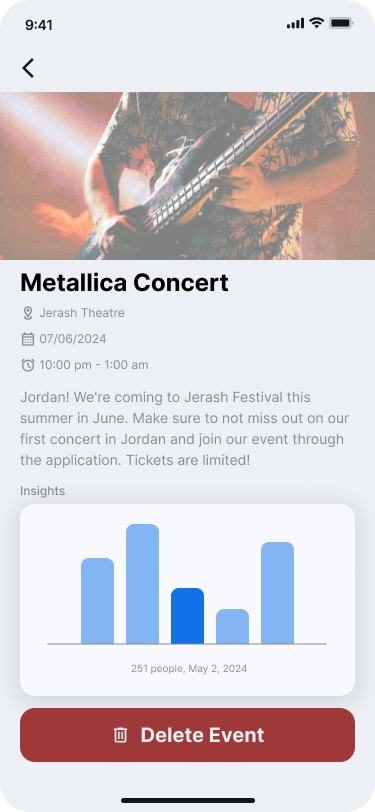 9:41
Metallica Concert
Jerash Theatre
07/06/2024
10:00 pm - 1:00 am
Jordan! We're coming to Jerash Festival this
summer in June. Make sure to not miss out on our
first concert in Jordan and join our event through
the application. Tickets are limited!
Insights
251 people, May 2, 2024
Delete Event